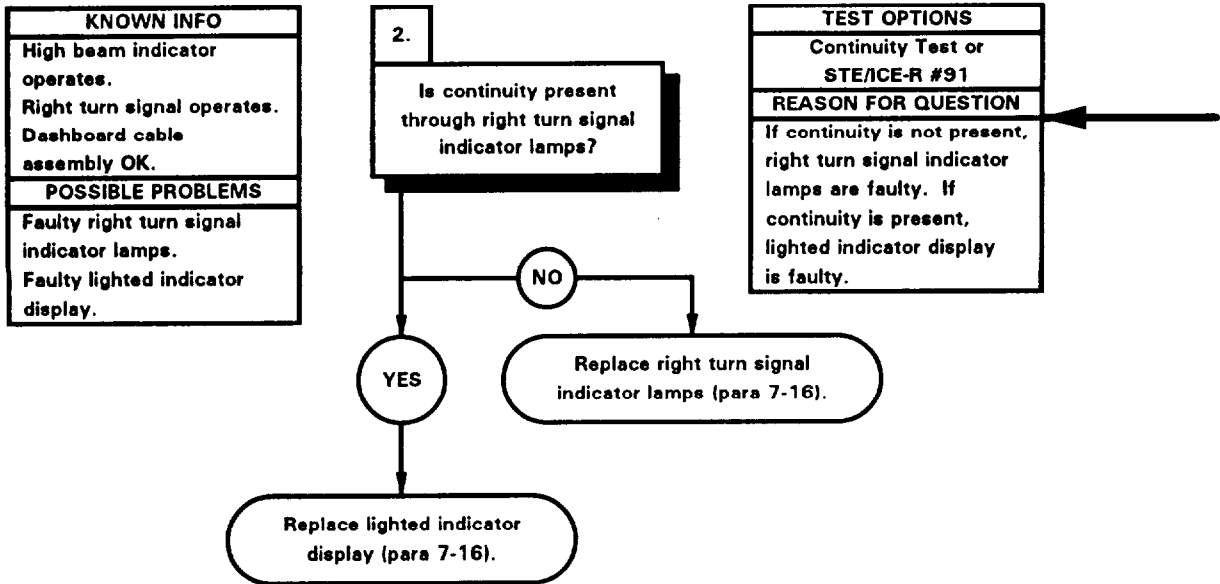 KNOWN INFO
High beam indicator
operates.
Right turn signal operates.
Dashboard cable
assembly OK.
POSSIBLE PROBLEMS
Faulty right turn signal
indicator lamps.
Faulty lighted indicator
display.
2.
Is continuity present
through right turn signal
indicator lamps?
TEST OPTIONS
Continuity Test or
STE/ICE-R #91
REASON FOR QUESTION
If continuity is not present,
right turn signal indicator
lamps are faulty. If
continuity is present,
lighted indicator display
is faulty.
NO
YES
Replace right turn signal
indicator lamps (para 7-16).
Replace lighted indicator
display (para 7-16).